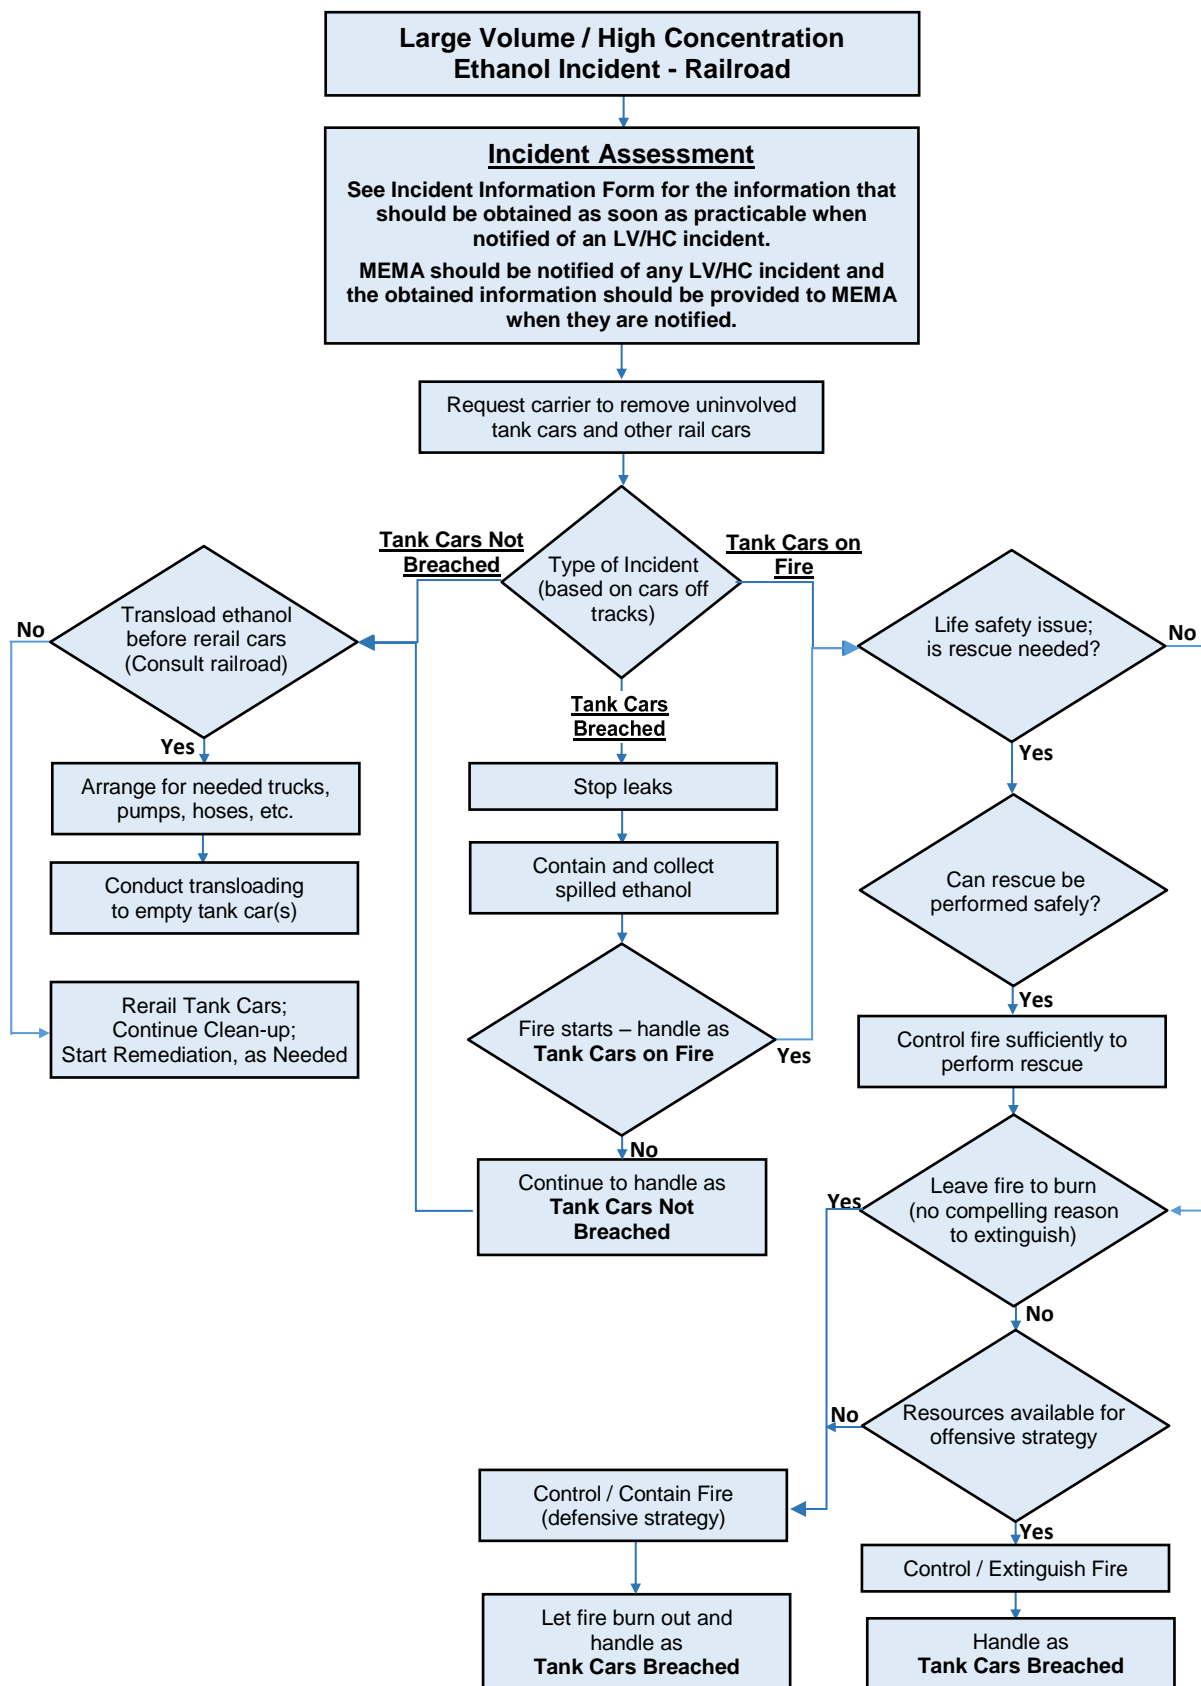 Large Volume / High Concentration
Ethanol Incident - Railroad
Incident Assessment
See Incident Information Form for the information that
should be obtained as soon as practicable when
notified of an LV/HC incident.
MEMA should be notified of any LV/HC incident and
the obtained information should be provided to MEMA
when they are notified.
Request carrier to remove uninvolved
tank cars and other rail cars
Type of Incident
(based on cars off
tracks)
Tank Cars Not
Breached
Tank Cars on
Fire
Tank Cars
Breached
Transload ethanol
before rerail cars
(Consult railroad)
No
Yes
Arrange for needed trucks,
pumps, hoses, etc.
Conduct transloading
to empty tank car(s)
Rerail Tank Cars;
Continue Clean-up;
Start Remediation, as Needed
Stop leaks
Contain and collect
spilled ethanol
Fire starts – handle as
Tank Cars on Fire
Yes
No
Continue to handle as
Tank Cars Not
Breached
Life safety issue;
is rescue needed?
No
Yes
Can rescue be
performed safely?
Yes
Control fire sufficiently to
perform rescue
Leave fire to burn
(no compelling reason
to extinguish)
Yes
No
Resources available for
offensive strategy
No
Yes
Control / Contain Fire
(defensive strategy)
Let fire burn out and
handle as
Tank Cars Breached
Control / Extinguish Fire
Handle as
Tank Cars Breached